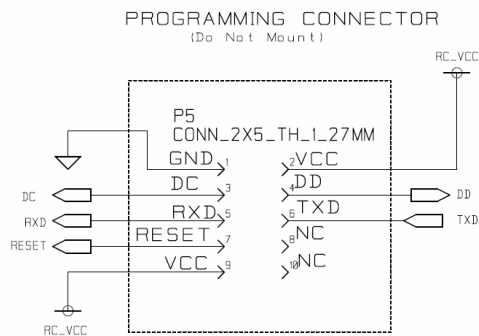 PROGRAMMING CONNECTOR
(Do Not Mount)
RC_VCC
P5
CONN_2X5_TH_1_27MM
GND 1 2 VCC
DC DC 3 4 DD DD
RXD RXD 5 6 TXD TXD
RESET RESET 7 8 NC
VCC 9 10 NC
RC_VCC